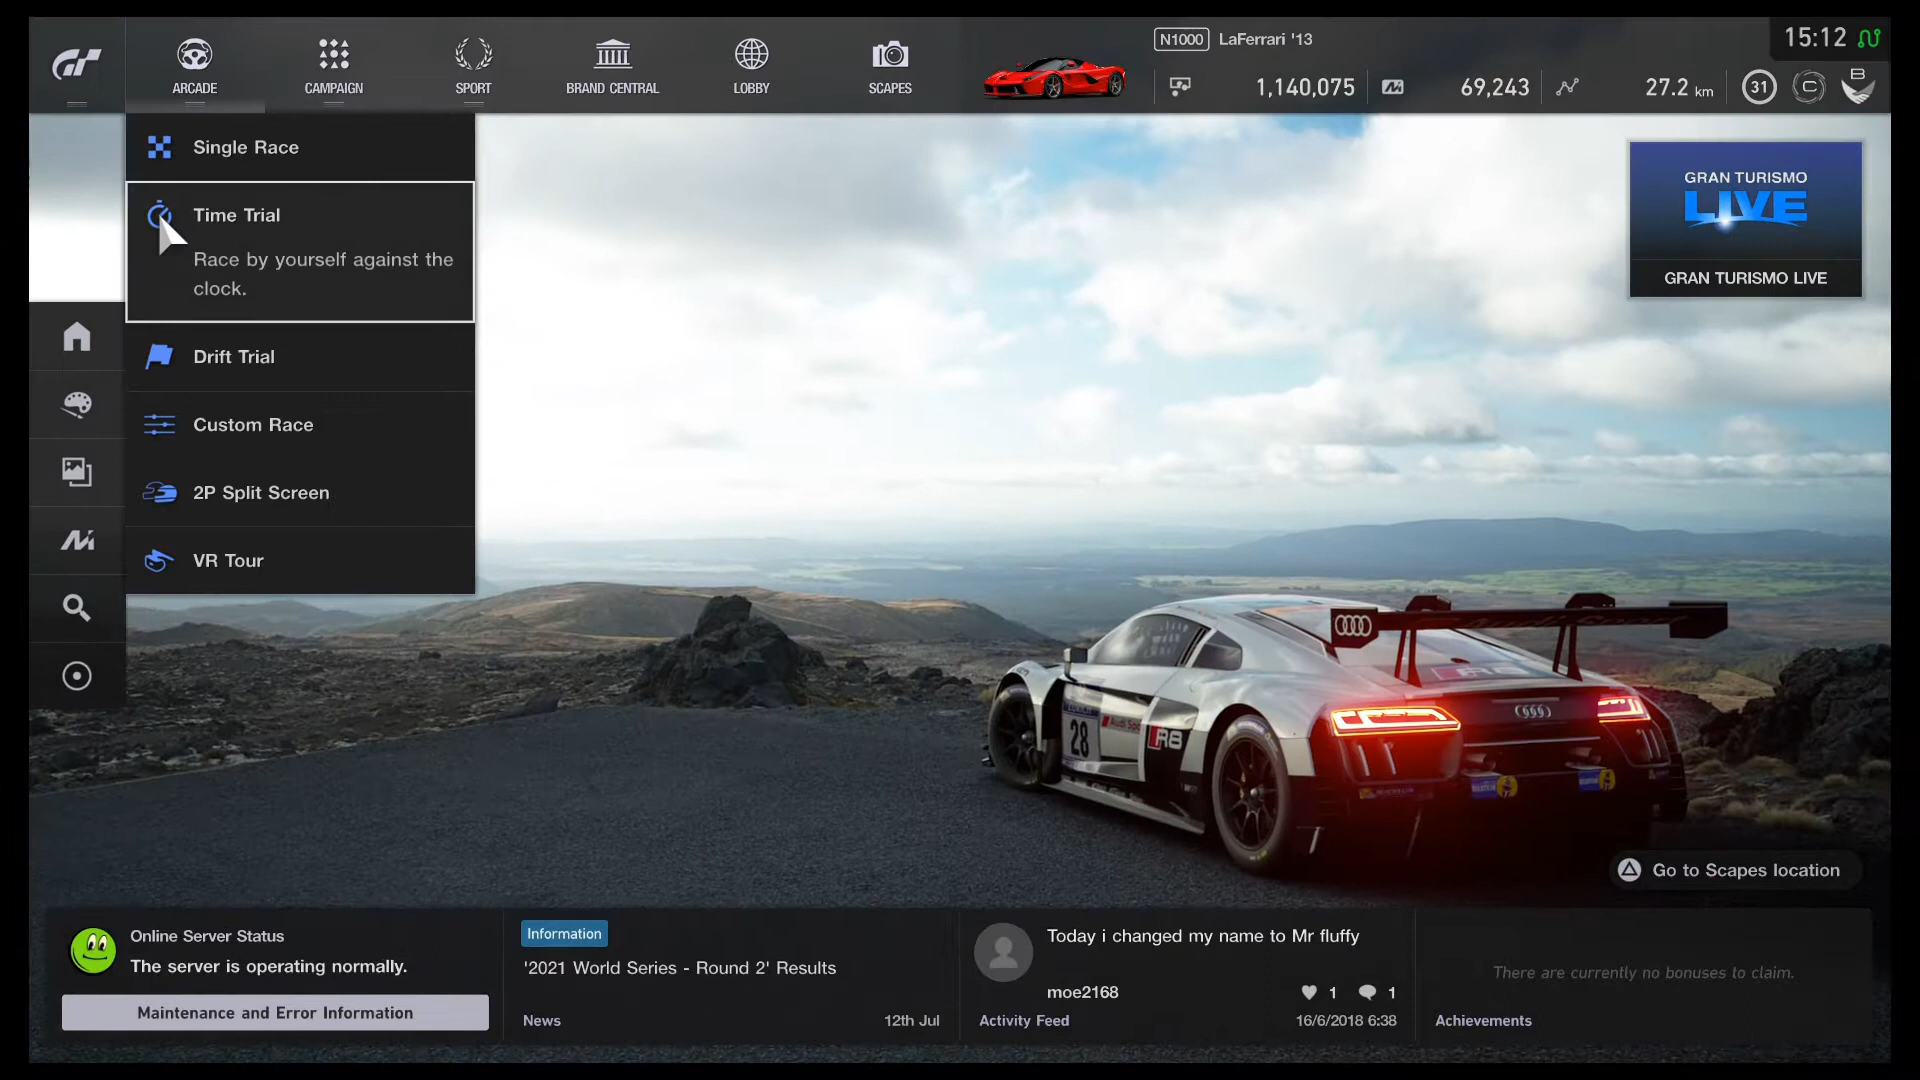 ARCADE
CAMPAIGN
SPORT
BRAND CENTRAL
LOBBY
SCAPES
N1000 LaFerrari '13
15:12
1,140,075
69,243
27.2 km
31
C
B
Single Race
Time Trial
Race by yourself against the
clock.
Drift Trial
Custom Race
2P Split Screen
VR Tour
GRAN TURISMO
LIVE
GRAN TURISMO LIVE
28
R8
Go to Scapes location
Online Server Status
The server is operating normally.
Maintenance and Error Information
Information
'2021 World Series - Round 2' Results
News
12th Jul
Today i changed my name to Mr fluffy
moe2168
1
1
Activity Feed
16/6/2018 6:38
There are currently no bonuses to claim.
Achievements